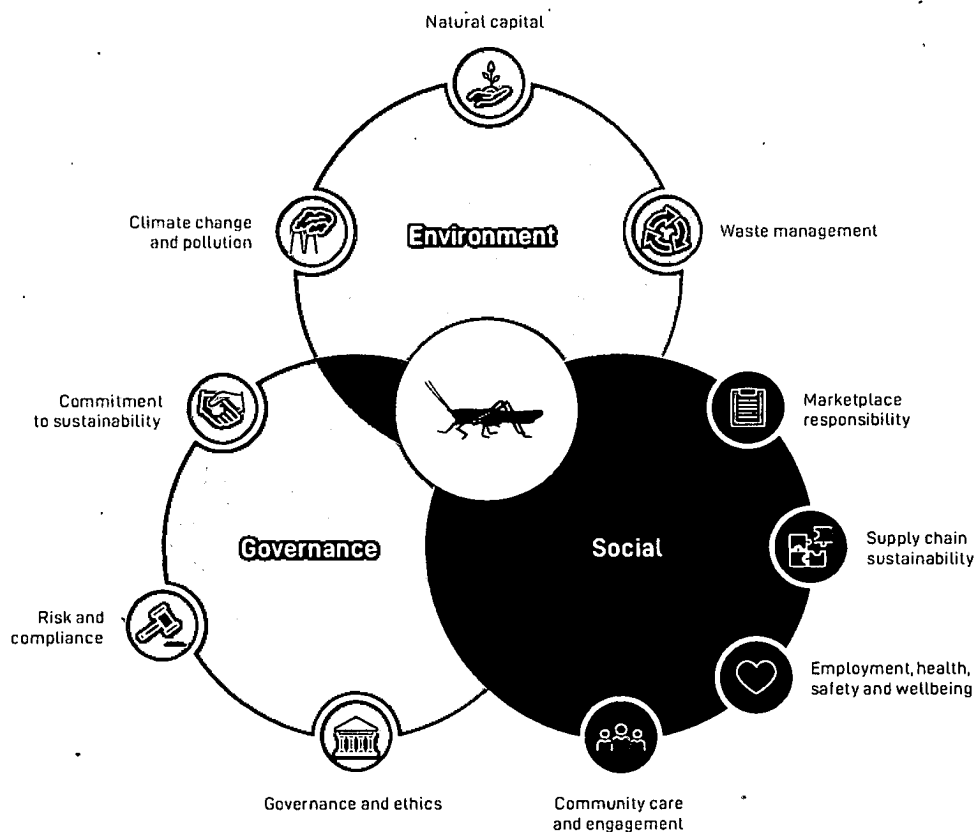 Natural capital
Climate change
and pollution
Environment
Waste management
Commitment
to sustainability
Marketplace
responsibility
Governance
Social
Supply chain
sustainability
Risk and
compliance
Employment, health,
safety and wellbeing
Governance and ethics
Community care
and engagement